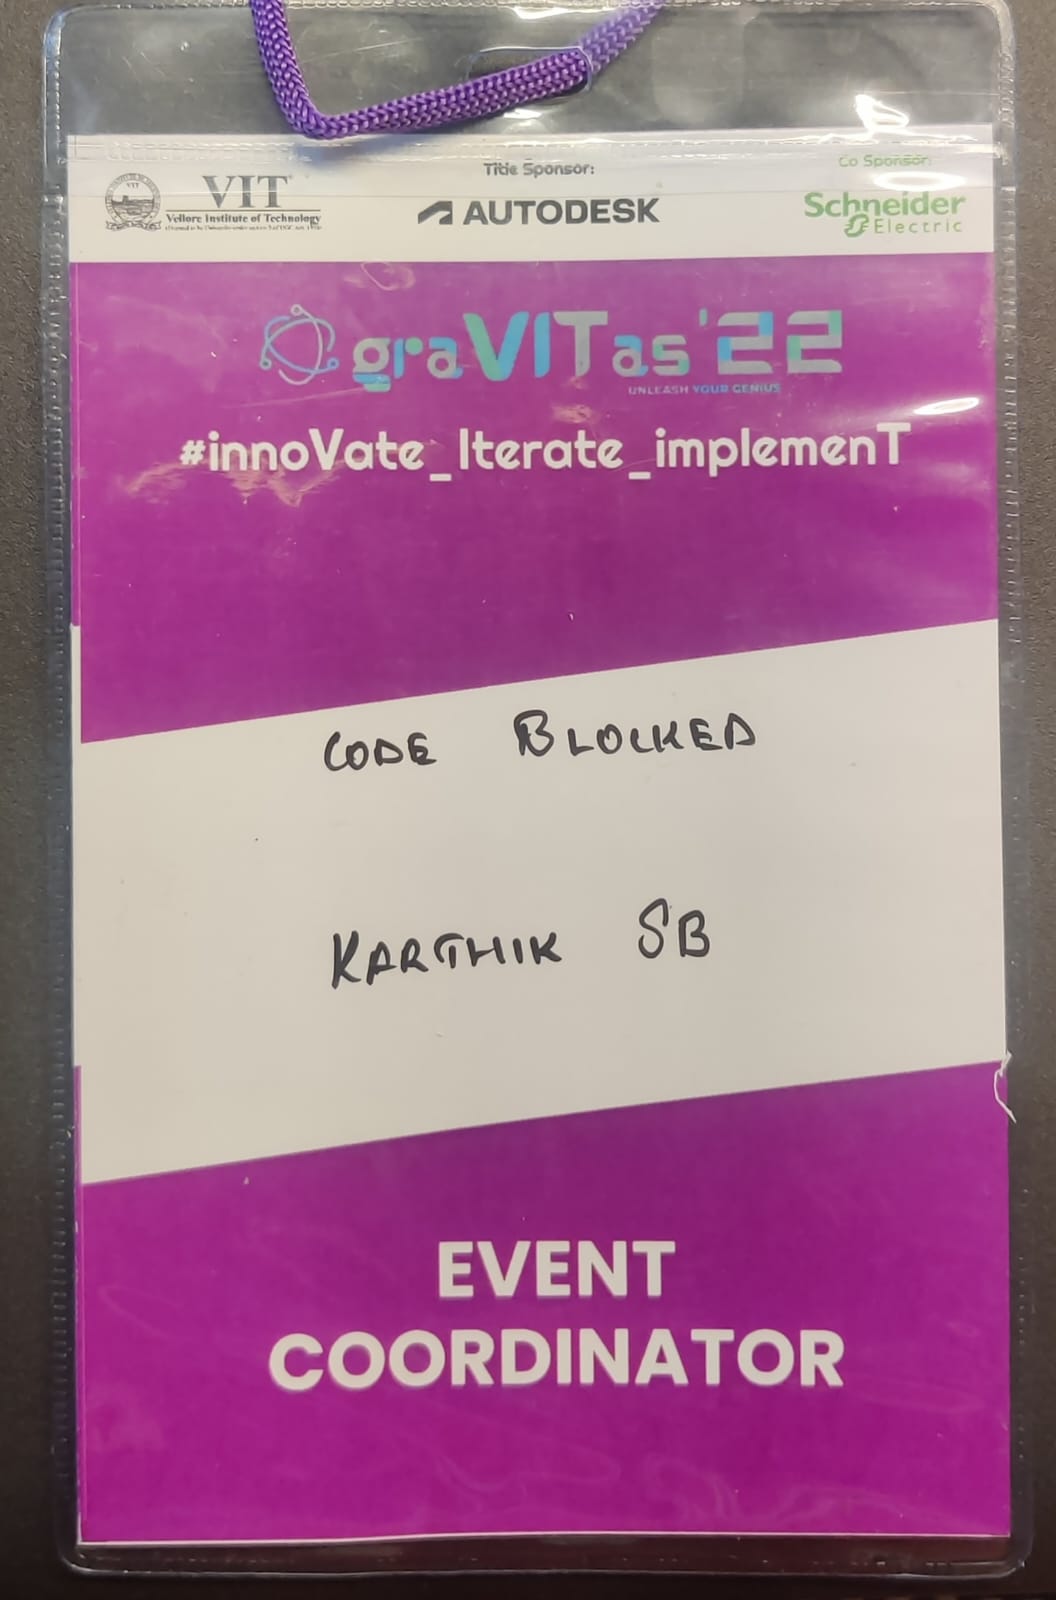 Title Sponsor:
Co Sponsor:
VIT
Vellore Institute of Technology
AUTODESK
Schneider
Electric
graVITas'22
UNLEASH YOUR GENIUS
#innoVate_Iterate_implemenT
CODE BLOCKED
KARTHIK SB
EVENT
COORDINATOR